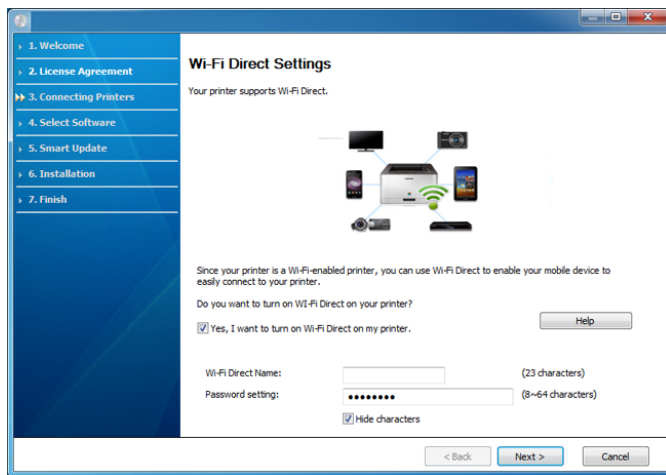 1. Welcome
2. License Agreement
3. Connecting Printers
4. Select Software
5. Smart Update
6. Installation
7. Finish
Wi-Fi Direct Settings
Your printer supports Wi-Fi Direct.
Since your printer is a Wi-Fi-enabled printer, you can use Wi-Fi Direct to enable your mobile device to
easily connect to your printer.
Do you want to turn on WI-Fi Direct on your printer?
Yes, I want to turn on Wi-Fi Direct on my printer.
Help
Wi-Fi Direct Name: (23 characters)
Password setting: •••••••• (8~64 characters)
Hide characters
< Back Next > Cancel